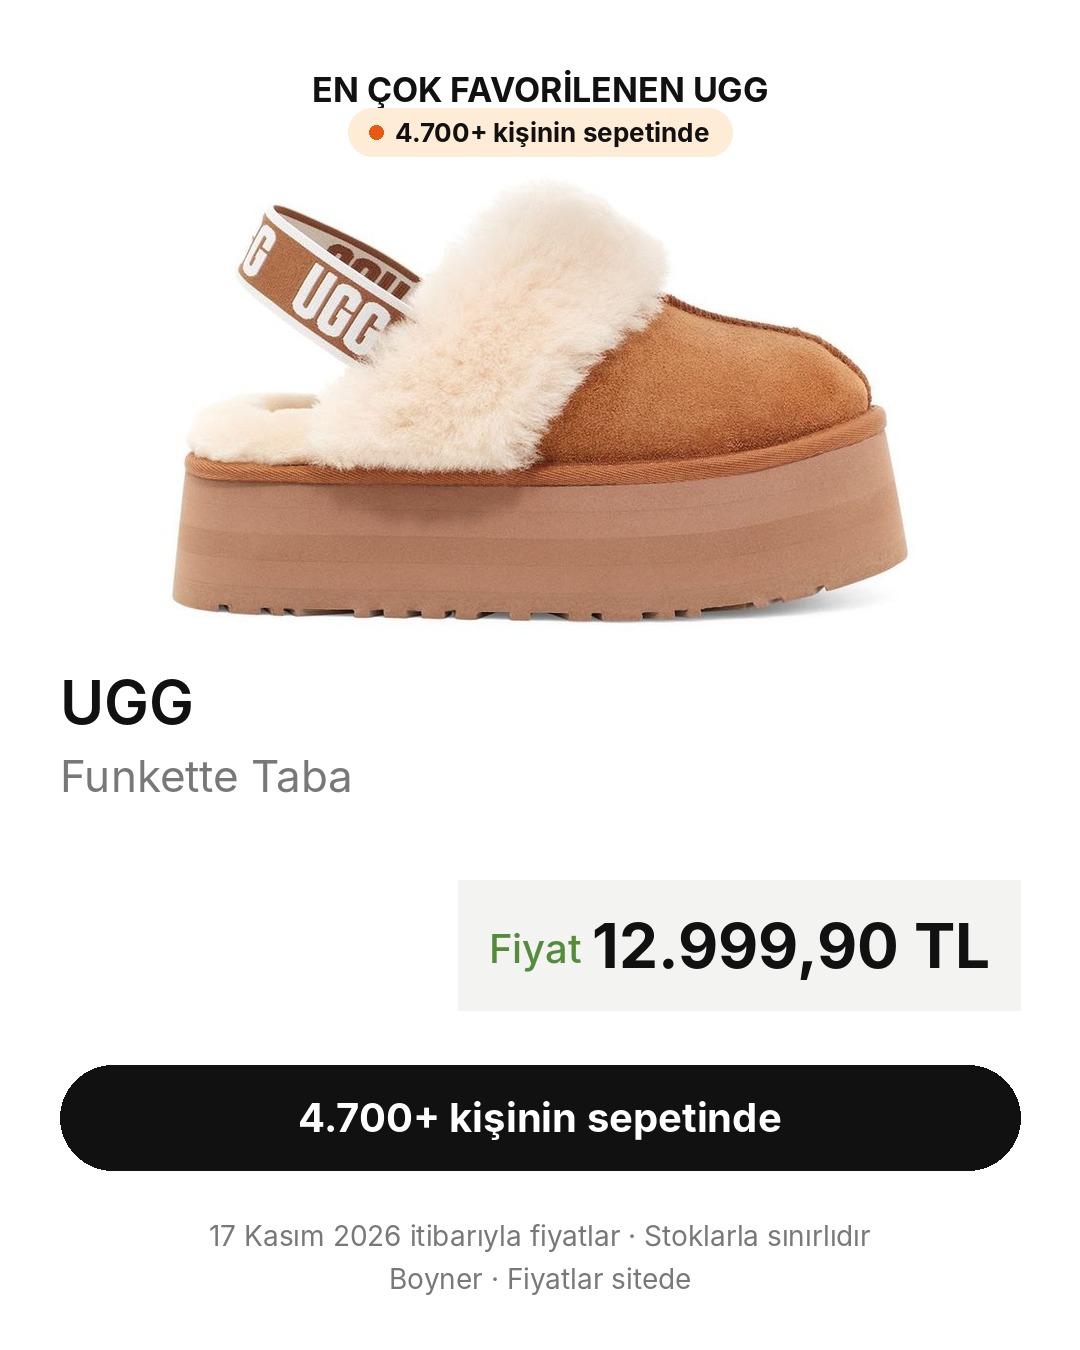 EN ÇOK FAVORİLENEN UGG
4.700+ kişinin sepetinde
UGG
UGG
Funkette Taba
Fiyat 12.999,90 TL
4.700+ kişinin sepetinde
17 Kasım 2026 itibarıyla fiyatlar · Stoklarla sınırlıdır
Boyner · Fiyatlar sitede